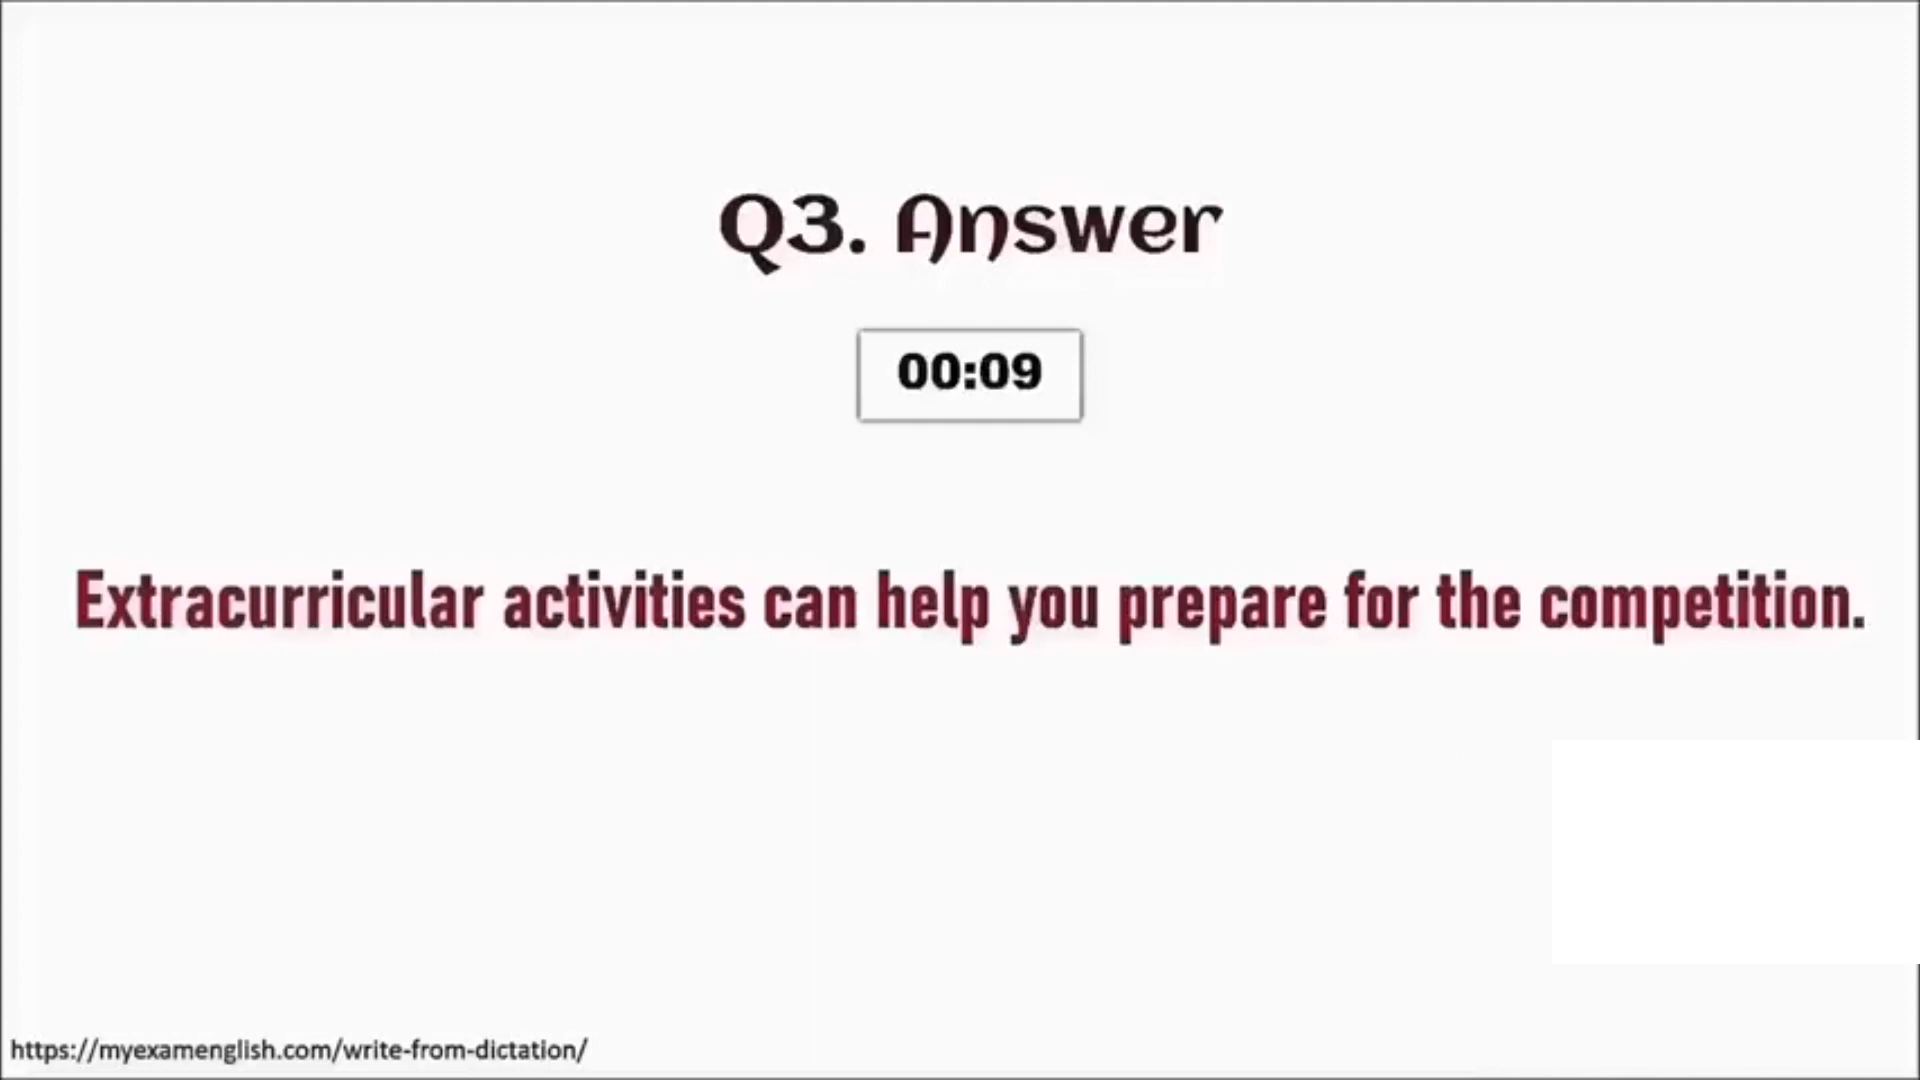 Q3. Answer
00:09
Extracurricular activities can help you prepare for the competition.
https://myexamenglish.com/write-from-dictation/